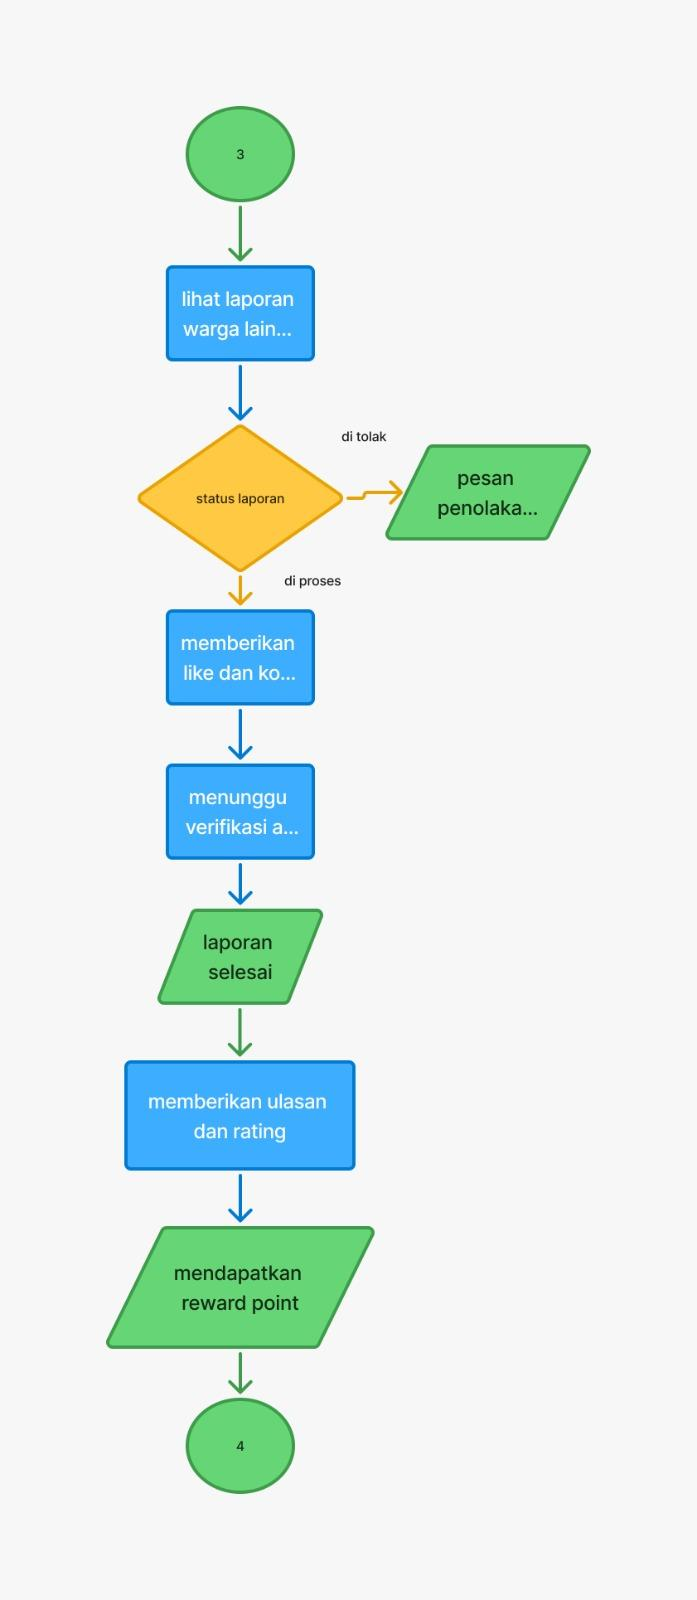 3
lihat laporan
warga lain...
status laporan
di tolak
pesan
penolaka...
di proses
memberikan
like dan ko...
menunggu
verifikasi a...
laporan
selesai
memberikan ulasan
dan rating
mendapatkan
reward point
4